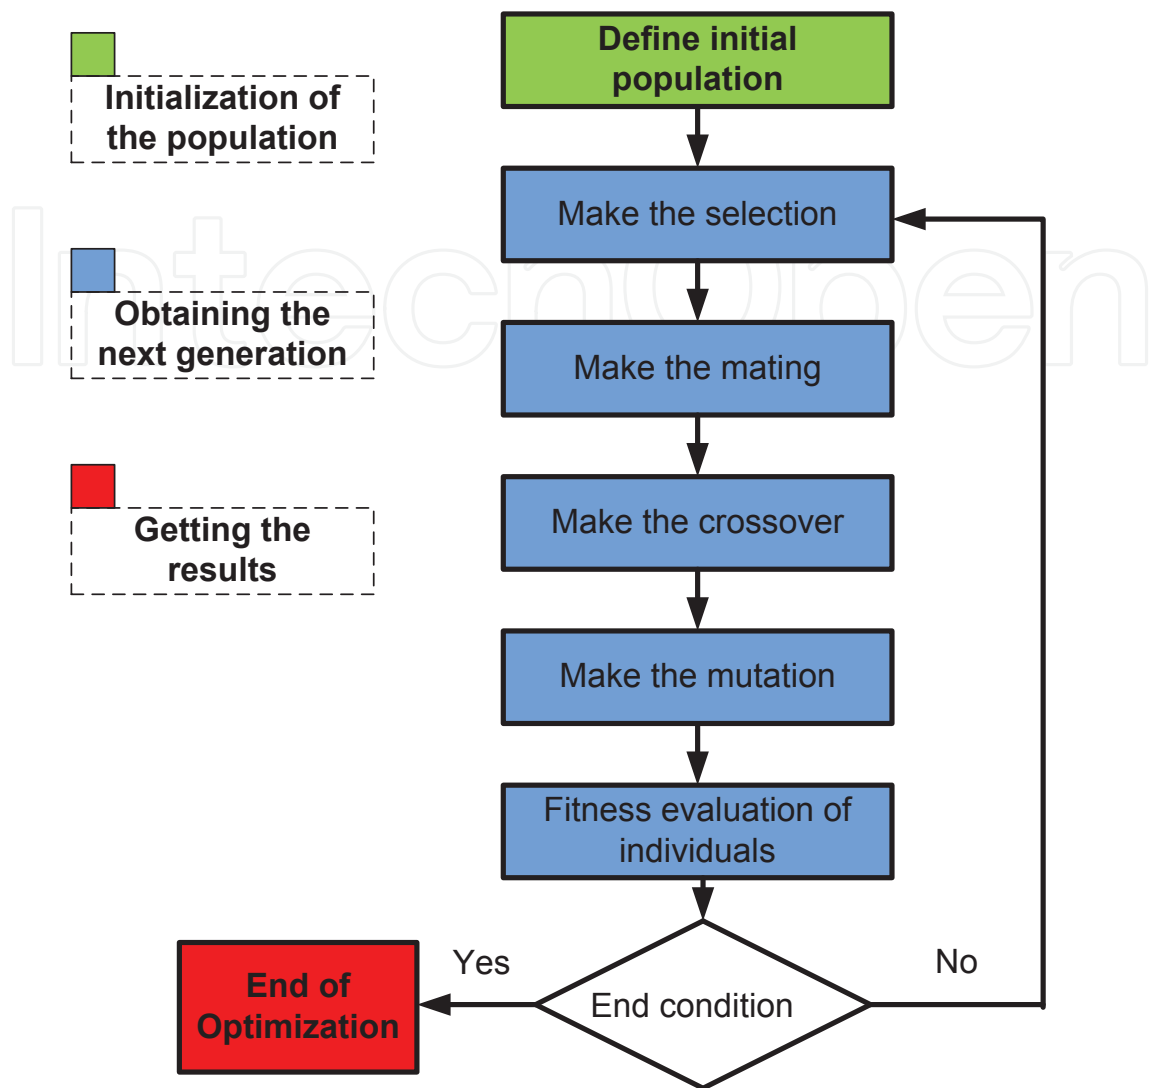 Define initial
population
Initialization of
the population
Make the selection
IntechOpen
Obtaining the
next generation
Make the mating
Getting the
results
Make the crossover
Make the mutation
Fitness evaluation of
individuals
Yes
No
End of
Optimization
End condition